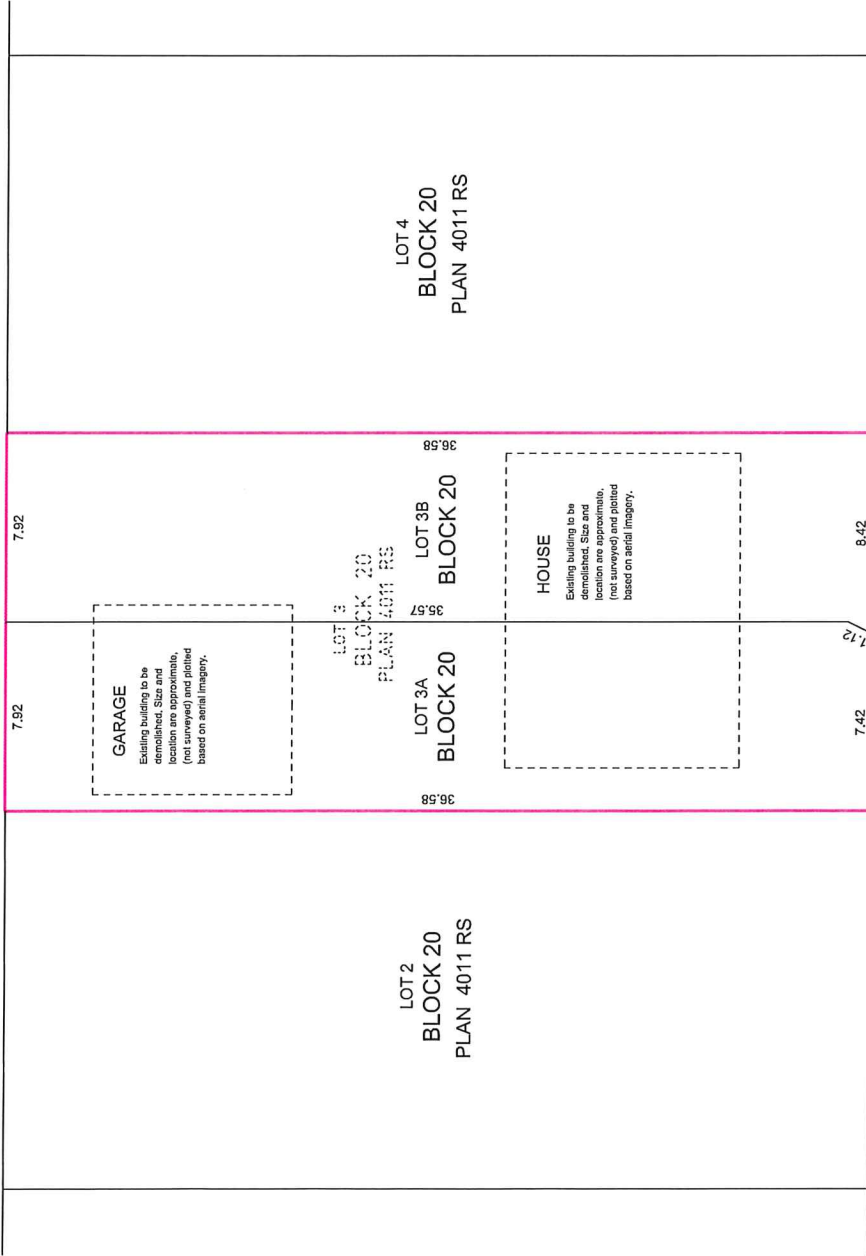 7.92
7.92
GARAGE
Existing building to be
demolished. Size and
location are approximate,
(not surveyed) and plotted
based on aerial imagery.
LOT 2
BLOCK 20
PLAN 4011 RS
36.58
LOT 3A
BLOCK 20
LOT 3
BLOCK 20
PLAN 4011 RS
35.57
LOT 3B
BLOCK 20
36.58
LOT 4
BLOCK 20
PLAN 4011 RS
HOUSE
Existing building to be
demolished. Size and
location are approximate,
(not surveyed) and plotted
based on aerial imagery.
7.42
1.12
8.42